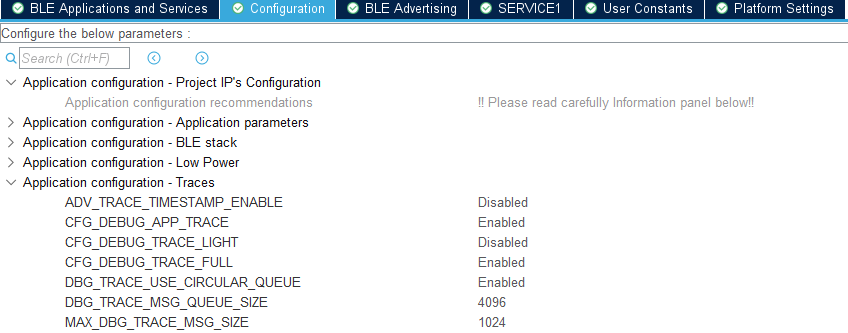 BLE Applications and Services Configuration BLE Advertising SERVICE1 User Constants Platform Settings
Configure the below parameters :
Search (Ctrl+F)
Application configuration - Project IP's Configuration
Application configuration recommendations !! Please read carefully Information panel below!!
Application configuration - Application parameters
Application configuration - BLE stack
Application configuration - Low Power
Application configuration - Traces
ADV_TRACE_TIMESTAMP_ENABLE Disabled
CFG_DEBUG_APP_TRACE Enabled
CFG_DEBUG_TRACE_LIGHT Disabled
CFG_DEBUG_TRACE_FULL Enabled
DBG_TRACE_USE_CIRCULAR_QUEUE Enabled
DBG_TRACE_MSG_QUEUE_SIZE 4096
MAX_DBG_TRACE_MSG_SIZE 1024